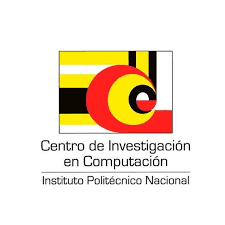 Centro de Investigación
en Computación
Instituto Politécnico Nacional